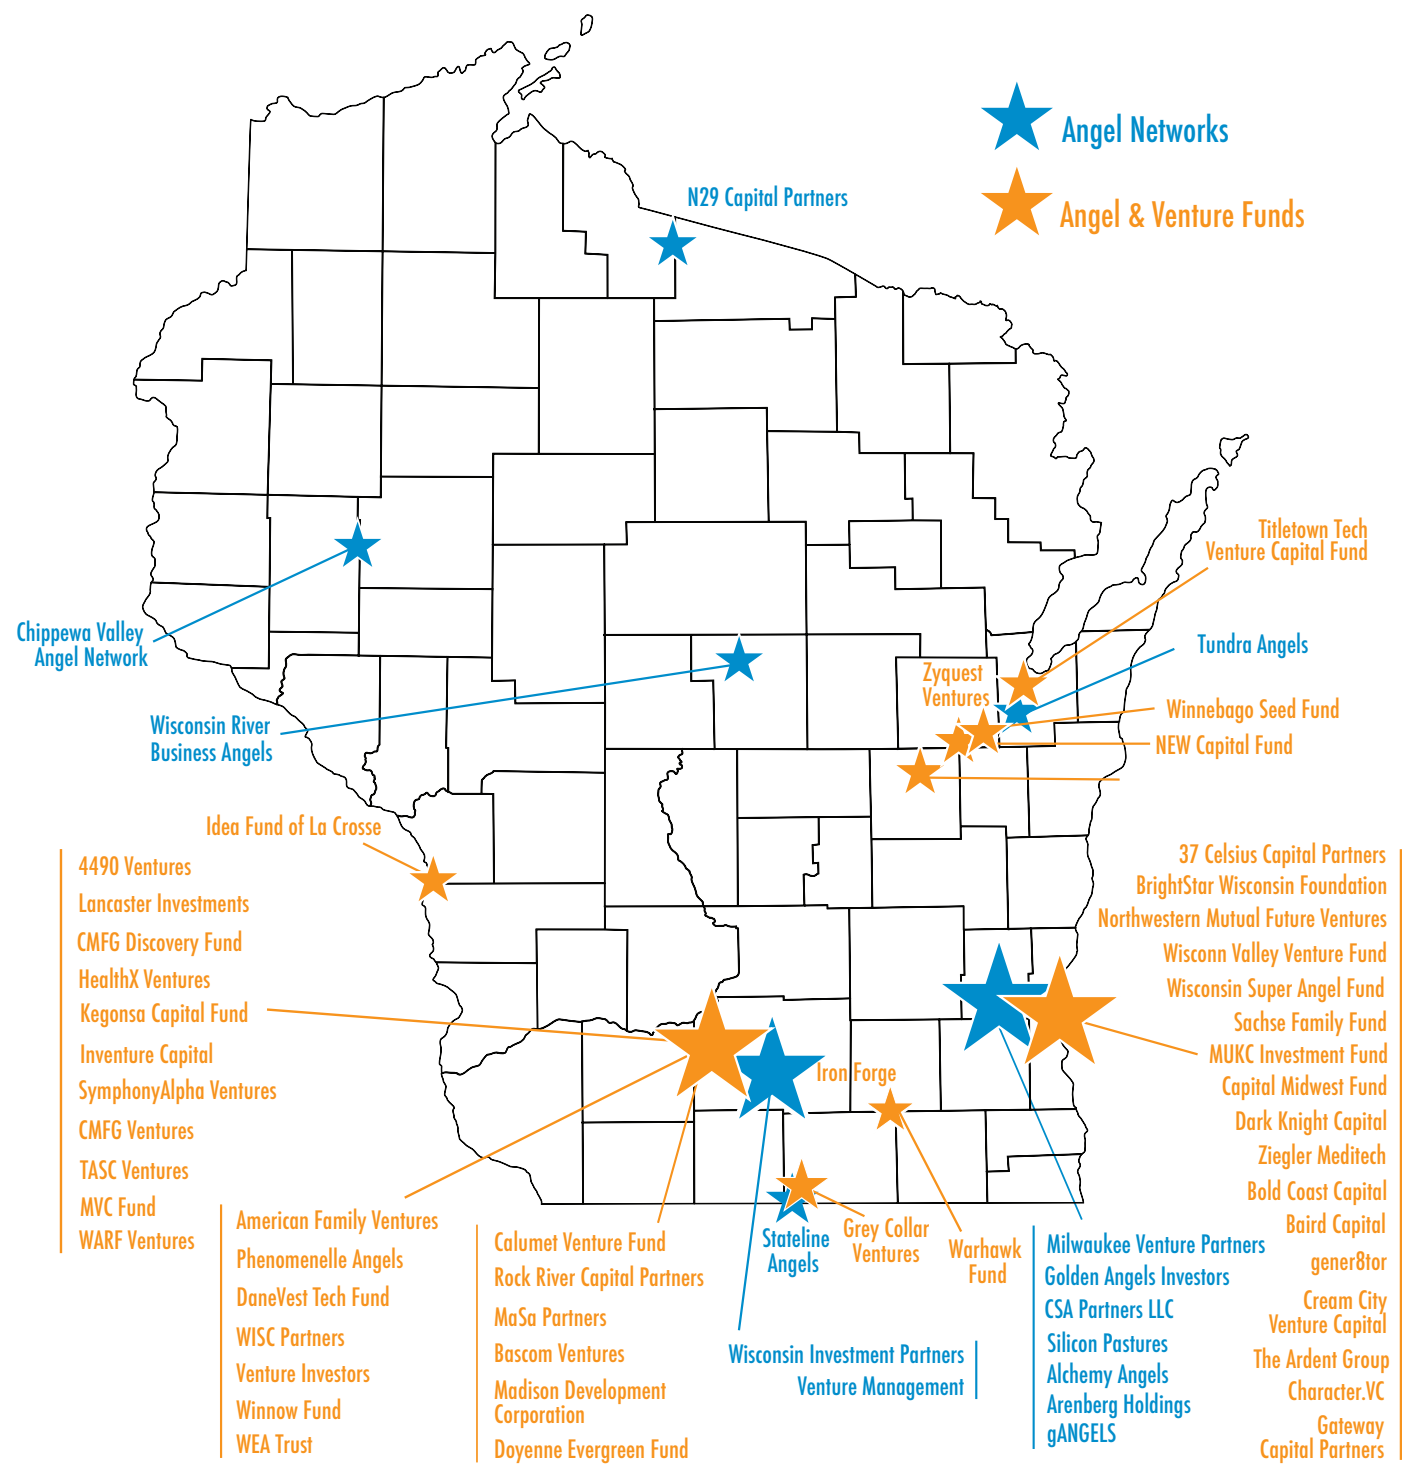 Angel Networks
Angel & Venture Funds
N29 Capital Partners
Titletown Tech
Venture Capital Fund
Chippewa Valley
Angel Network
Tundra Angels
Zyquest
Ventures
Winnebago Seed Fund
Wisconsin River
Business Angels
NEW Capital Fund
Idea Fund of La Crosse
4490 Ventures
Lancaster Investments
CMFG Discovery Fund
HealthX Ventures
Kegonsa Capital Fund
Inventure Capital
SymphonyAlpha Ventures
CMFG Ventures
TASC Ventures
MVC Fund
WARF Ventures
37 Celsius Capital Partners
BrightStar Wisconsin Foundation
Northwestern Mutual Future Ventures
Wisconn Valley Venture Fund
Wisconsin Super Angel Fund
Sachse Family Fund
MUKC Investment Fund
Capital Midwest Fund
Dark Knight Capital
Ziegler Meditech
Bold Coast Capital
Baird Capital
gener8tor
Cream City
Venture Capital
The Ardent Group
Character.VC
Gateway
Capital Partners
Iron Forge
American Family Ventures
Phenomenelle Angels
DaneVest Tech Fund
WISC Partners
Venture Investors
Winnow Fund
WEA Trust
Calumet Venture Fund
Rock River Capital Partners
MaSa Partners
Bascom Ventures
Madison Development
Corporation
Doyenne Evergreen Fund
Stateline
Angels
Grey Collar
Ventures
Warhawk
Fund
Wisconsin Investment Partners
Venture Management
Milwaukee Venture Partners
Golden Angels Investors
CSA Partners LLC
Silicon Pastures
Alchemy Angels
Arenberg Holdings
gANGELS